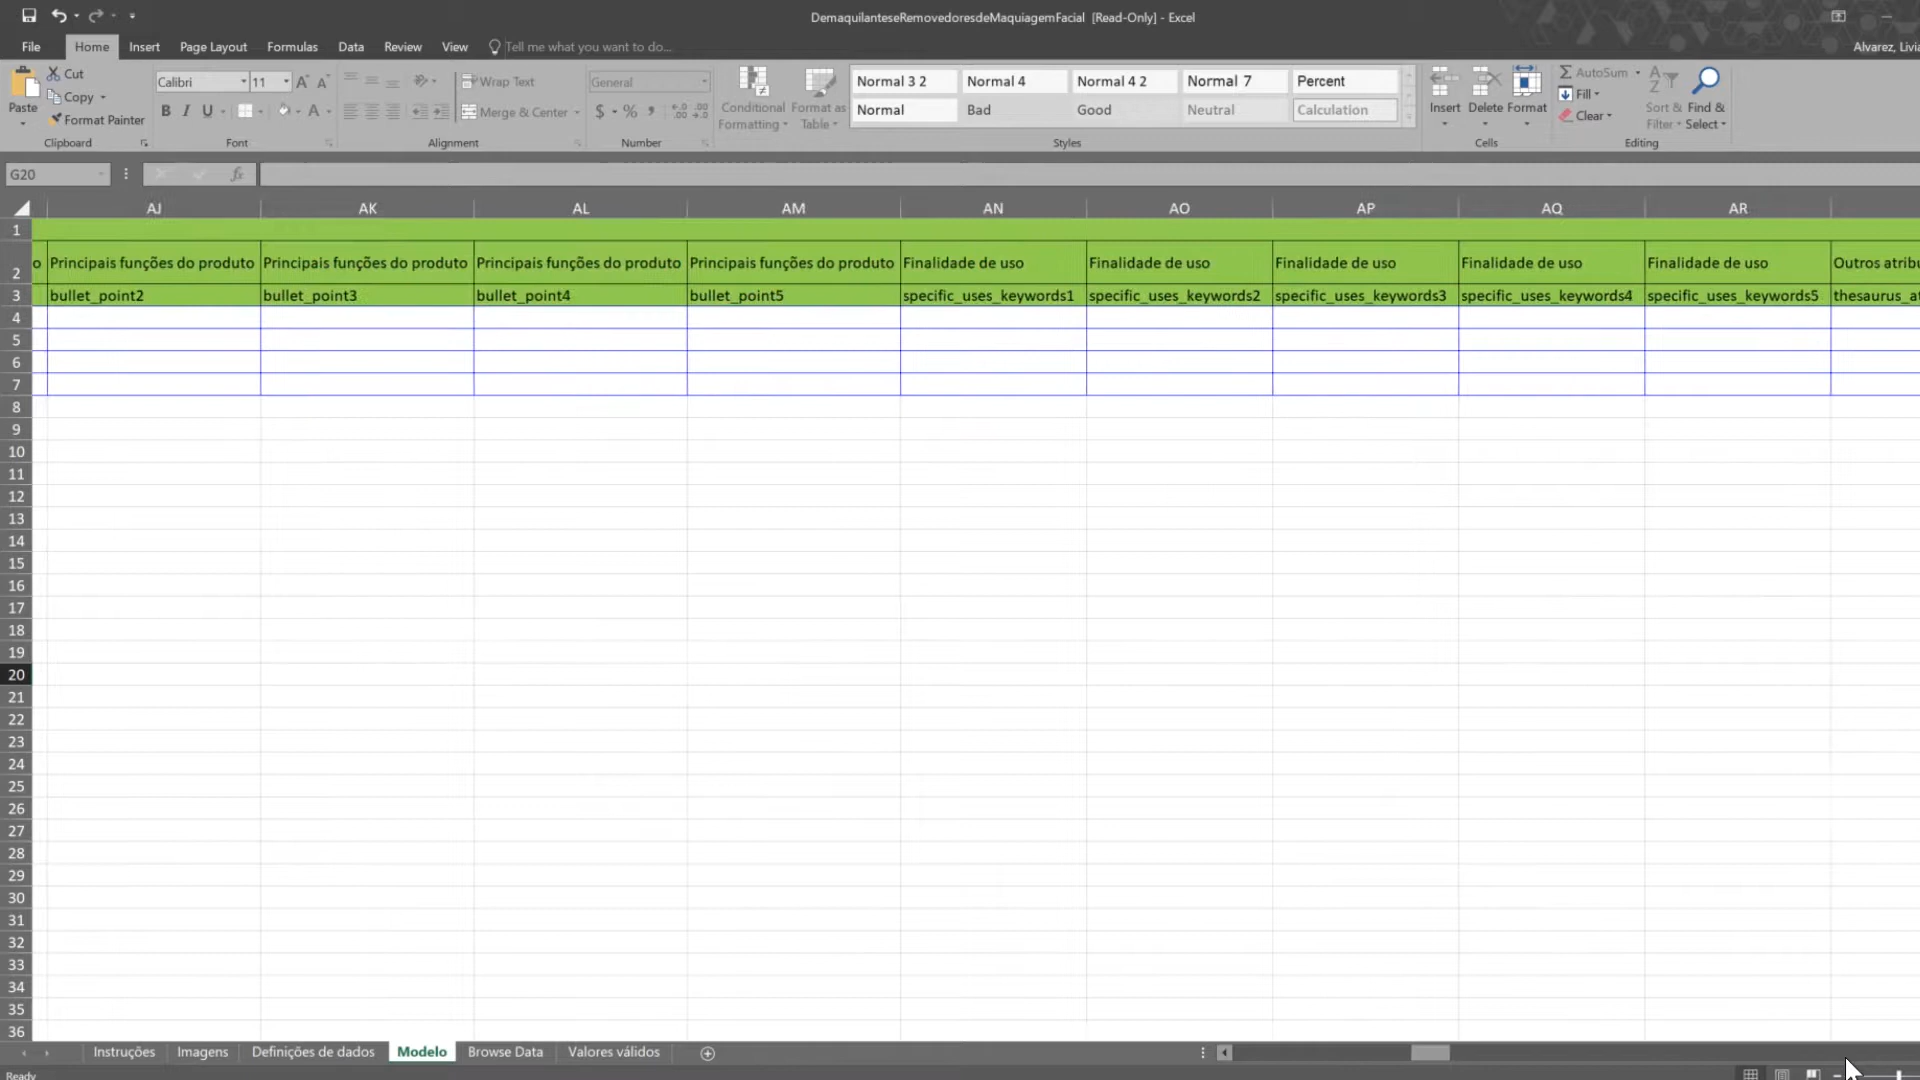 DemaquilanteseRemovedoresdeMaquiagemFacial [Read-Only] - Excel
File Home Insert Page Layout Formulas Data Review View Tell me what you want to do... Alvarez, Livia
Paste Cut Copy Format Painter
Clipboard
Calibri 11
B I U A
Font
Wrap Text
Merge & Center
Alignment
General
$ % ,
Number
Conditional Formatting
Format as Table
Normal 3 2 Normal 4 Normal 4 2 Normal 7 Percent
Normal Bad Good Neutral Calculation
Styles
Insert Delete Format
Cells
AutoSum
Fill
Clear
Sort & Filter
Find & Select
Editing
G20 fx
AJ AK AL AM AN AO AP AQ AR
1
2 o Principais funções do produto Principais funções do produto Principais funções do produto Principais funções do produto Finalidade de uso Finalidade de uso Finalidade de uso Finalidade de uso Finalidade de uso Outros atribu
3 bullet_point2 bullet_point3 bullet_point4 bullet_point5 specific_uses_keywords1 specific_uses_keywords2 specific_uses_keywords3 specific_uses_keywords4 specific_uses_keywords5 thesaurus_at
4
5
6
7
8
9
10
11
12
13
14
15
16
17
18
19
20
21
22
23
24
25
26
27
28
29
30
31
32
33
34
35
36
Instruções Imagens Definições de dados Modelo Browse Data Valores válidos
Ready